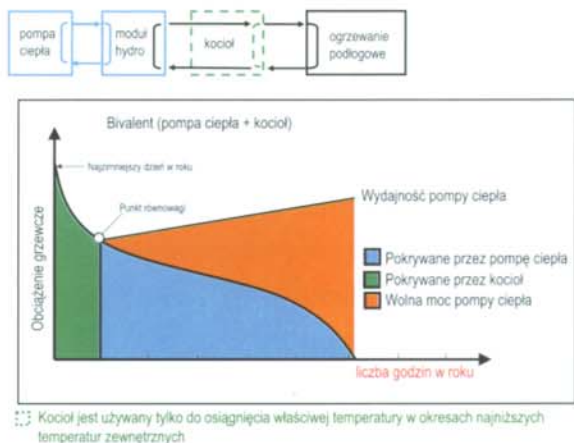 pompa
ciepła
moduł
hydro
kocioł
ogrzewanie
podłogowe
Bivalent (pompa ciepła + kocioł)
Najzimniejszy dzień w roku
Punkt równowagi
Wydajność pompy ciepła
Obciążenie grzewcze
Pokrywane przez pompę ciepła
Pokrywane przez kocioł
Wolna moc pompy ciepła
liczba godzin w roku
Kocioł jest używany tylko do osiągnięcia właściwej temperatury w okresach najniższych
temperatur zewnętrznych